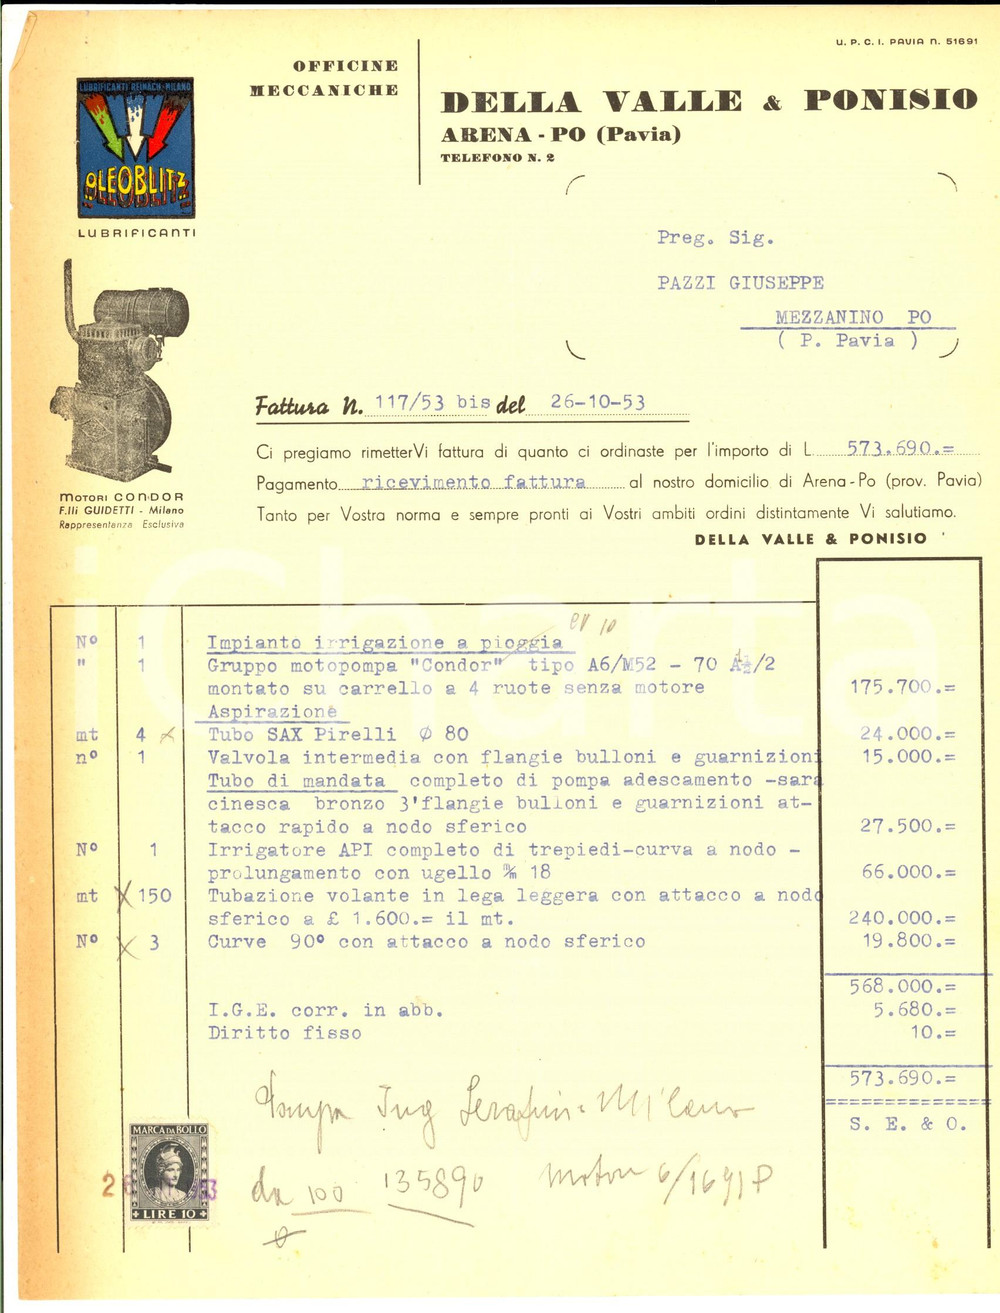 U. P. C. I. PAVIA n. 51691
OFFICINE
MECCANICHE
DELLA VALLE & PONISIO
ARENA - PO (Pavia)
TELEFONO N. 2
LUBRIFICANTI REINACH-MILANO
OLEOBLITZ
LUBRIFICANTI
Preg. Sig.
PAZZI GIUSEPPE
MEZZANINO PO
( P. Pavia )
MOTORI CONDOR
F.lli GUIDETTI - Milano
Rappresentanza Esclusiva
Fattura N. 117/53 bis del 26-10-53
Ci pregiamo rimetterVi fattura di quanto ci ordinaste per l'importo di L. 573.690.=
Pagamento ricevimento fattura al nostro domicilio di Arena-Po (prov. Pavia)
Tanto per Vostra norma e sempre pronti ai Vostri ambiti ordini distintamente Vi salutiamo.
DELLA VALLE & PONISIO
N° 1 Impianto irrigazione a pioggia
" 1 Gruppo motopompa "Condor" tipo A6/M52 - 70 /2
montato su carrello a 4 ruote senza motore 175.700.=
Aspirazione
mt 4 Tubo SAX Pirelli Ø 80 24.000.=
n° 1 Valvola intermedia con flangie bulloni e guarnizioni 15.000.=
Tubo di mandata completo di pompa adescamento -sara
cinesca bronzo 3'flangie bulloni e guarnizioni at-
tacco rapido a nodo sferico 27.500.=
N° 1 Irrigatore API completo di trepiedi-curva a nodo -
prolungamento con ugello m/m 18 66.000.=
mt 150 Tubazione volante in lega leggera con attacco a nodo
sferico a £ 1.600.= il mt. 240.000.=
N° 3 Curve 90° con attacco a nodo sferico 19.800.=
568.000.=
I.G.E. corr. in abb. 5.680.=
Diritto fisso 10.=
573.690.=
S. E. & O.
Ing Serafini Milano
da 100 135890
MARCA DA BOLLO
LIRE 10
iCharta